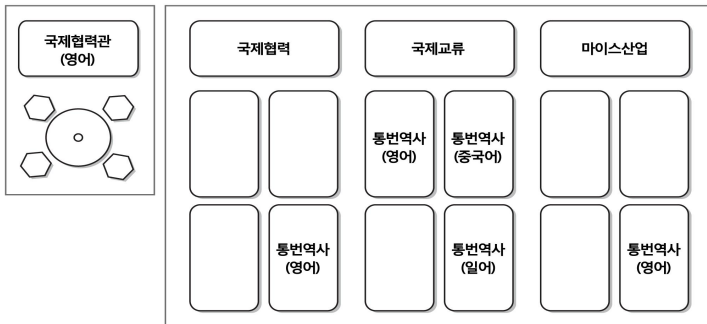 국제협력관
(영어)
국제협력
국제교류
마이스산업
통번역사
(영어)
통번역사
(중국어)
통번역사
(영어)
통번역사
(일어)
통번역사
(영어)